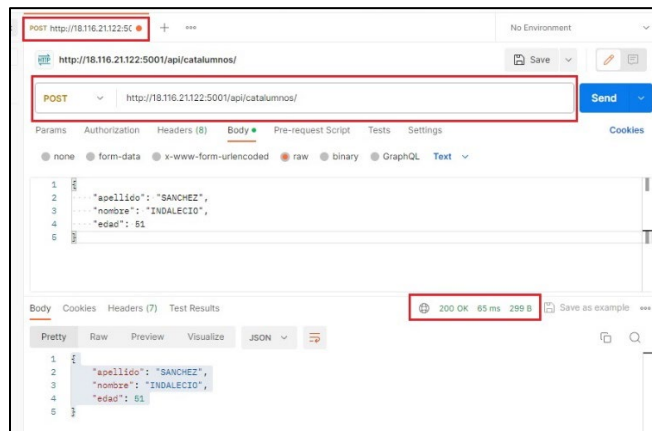 POST http://18.116.21.122:5C
No Environment
http://18.116.21.122:5001/api/catalumnos/
Save
POST http://18.116.21.122:5001/api/catalumnos/ Send
Params Authorization Headers (8) Body Pre-request Script Tests Settings Cookies
none form-data x-www-form-urlencoded raw binary GraphQL Text
1 {
2 "apellido": "SANCHEZ",
3 "nombre": "INDALECIO",
4 "edad": 51
5 }
Body Cookies Headers (7) Test Results 200 OK 65 ms 299 B Save as example
Pretty Raw Preview Visualize JSON
1 {
2 "apellido": "SANCHEZ",
3 "nombre": "INDALECIO",
4 "edad": 51
5 }